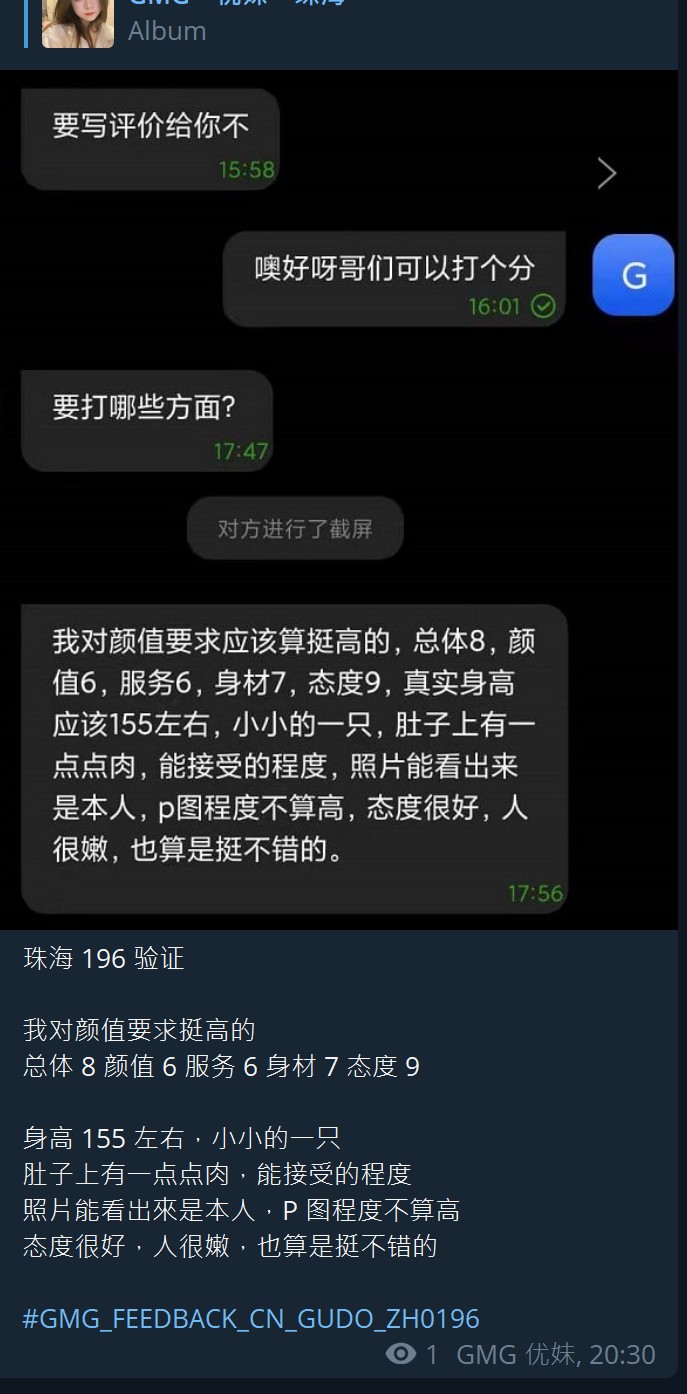 Album
要写评价给你不
15:58
噢好呀哥们可以打个分
16:01
G
要打哪些方面?
17:47
对方进行了截屏
我对颜值要求应该算挺高的, 总体8, 颜
值6, 服务6, 身材7, 态度9, 真实身高
应该155左右, 小小的一只, 肚子上有一
点点肉, 能接受的程度, 照片能看出来
是本人, p图程度不算高, 态度很好, 人
很嫩, 也算是挺不错的。
17:56
珠海 196 验证
我对颜值要求挺高的
总体 8 颜值 6 服务 6 身材 7 态度 9
身高 155 左右，小小的一只
肚子上有一点点肉，能接受的程度
照片能看出來是本人，P 图程度不算高
态度很好，人很嫩，也算是挺不错的
#GMG_FEEDBACK_CN_GUDO_ZH0196
1 GMG 优妹, 20:30